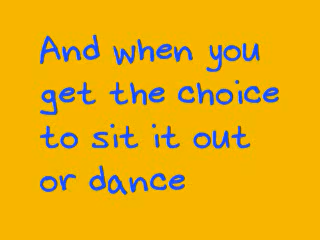 And when you
get the choice
to sit it out
or dance